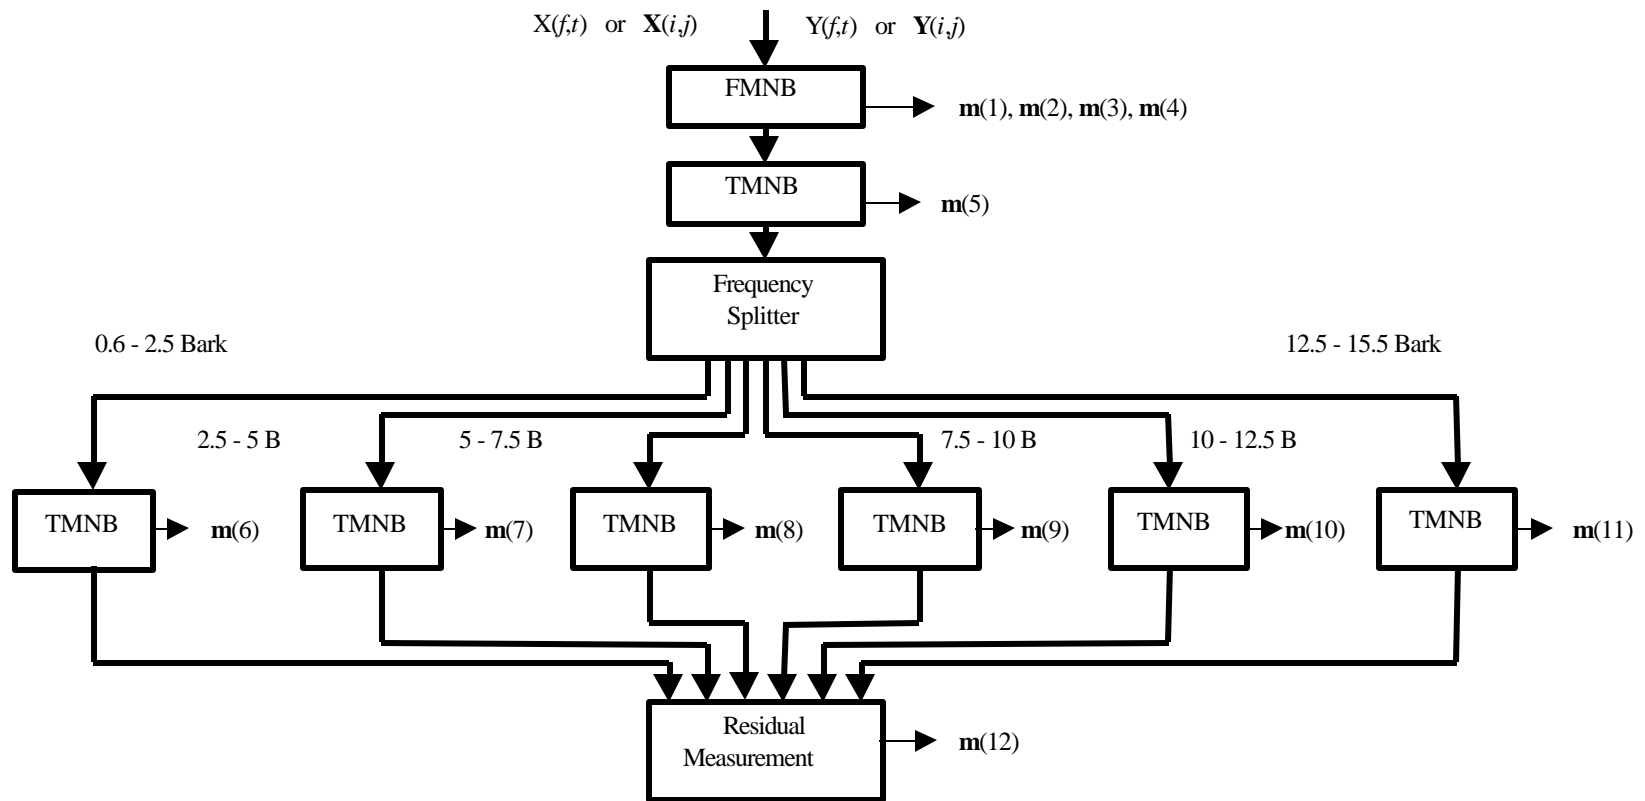 X(f,t) or X(i,j) Y(f,t) or Y(i,j)
FMNB
m(1), m(2), m(3), m(4)
TMNB
m(5)
Frequency
Splitter
0.6 - 2.5 Bark
12.5 - 15.5 Bark
2.5 - 5 B
5 - 7.5 B
7.5 - 10 B
10 - 12.5 B
TMNB
m(6)
TMNB
m(7)
TMNB
m(8)
TMNB
m(9)
TMNB
m(10)
TMNB
m(11)
Residual
Measurement
m(12)